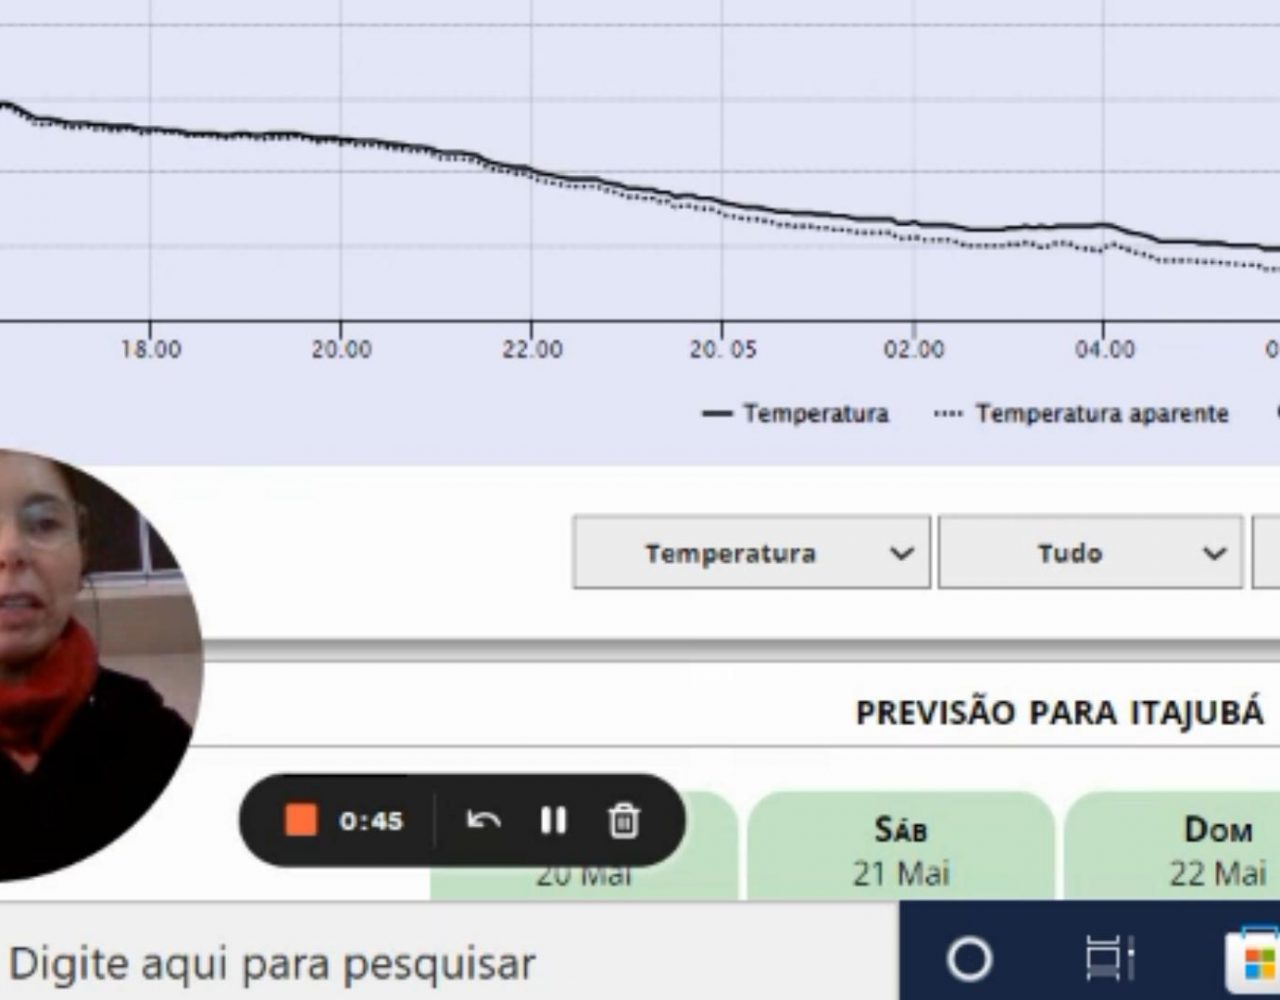 18.00 20.00 22.00 20. 05 02.00 04.00 0
Temperatura Temperatura aparente
Temperatura Tudo
PREVISÃO PARA ITAJUBÁ
0:45
SÁB DOM
20 Mai 21 Mai 22 Mai
Digite aqui para pesquisar